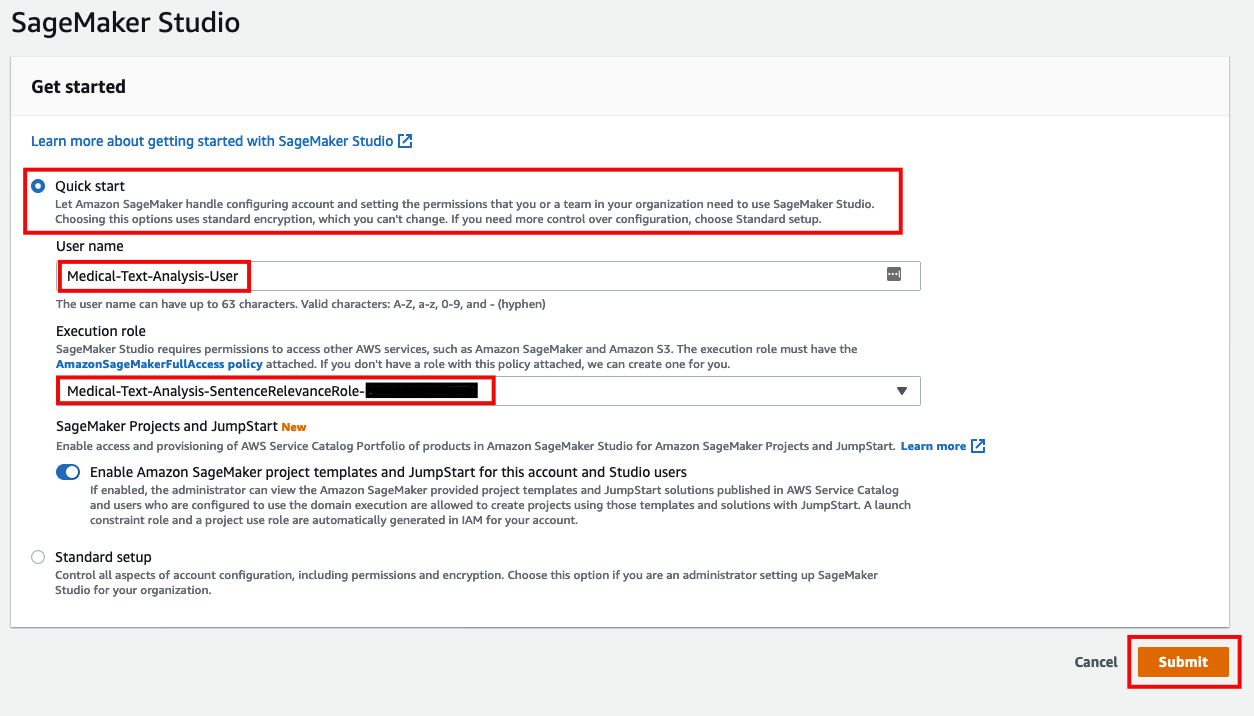 SageMaker Studio
Get started
Learn more about getting started with SageMaker Studio
Quick start
Let Amazon SageMaker handle configuring account and setting the permissions that you or a team in your organization need to use SageMaker Studio.
Choosing this options uses standard encryption, which you can't change. If you need more control over configuration, choose Standard setup.
User name
Medical-Text-Analysis-User
The user name can have up to 63 characters. Valid characters: A-Z, a-z, 0-9, and - (hyphen)
Execution role
SageMaker Studio requires permissions to access other AWS services, such as Amazon SageMaker and Amazon S3. The execution role must have the
AmazonSageMakerFullAccess policy attached. If you don't have a role with this policy attached, we can create one for you.
Medical-Text-Analysis-SentenceRelevanceRole-
SageMaker Projects and JumpStart New
Enable access and provisioning of AWS Service Catalog Portfolio of products in Amazon SageMaker Studio for Amazon SageMaker Projects and JumpStart. Learn more
Enable Amazon SageMaker project templates and JumpStart for this account and Studio users
If enabled, the administrator can view the Amazon SageMaker provided project templates and JumpStart solutions published in AWS Service Catalog
and users who are configured to use the domain execution are allowed to create projects using those templates and solutions with JumpStart. A launch
constraint role and a project use role are automatically generated in IAM for your account.
Standard setup
Control all aspects of account configuration, including permissions and encryption. Choose this option if you are an administrator setting up SageMaker
Studio for your organization.
Cancel
Submit